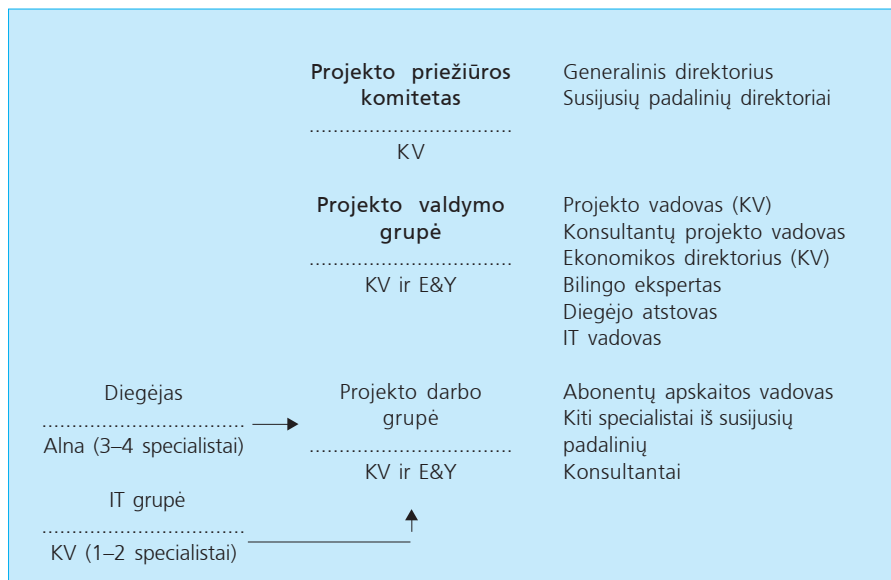 Projekto priežiūros
komitetas
..................................
KV
Generalinis direktorius
Susijusių padalinių direktoriai
Projekto valdymo
grupė
..................................
KV ir E&Y
Projekto vadovas (KV)
Konsultantų projekto vadovas
Ekonomikos direktorius (KV)
Bilingo ekspertas
Diegėjo atstovas
IT vadovas
Diegėjas
..................................
Alna (3–4 specialistai)
Projekto darbo
grupė
..................................
KV ir E&Y
Abonentų apskaitos vadovas
Kiti specialistai iš susijusių
padalinių
Konsultantai
IT grupė
..................................
KV (1–2 specialistai)